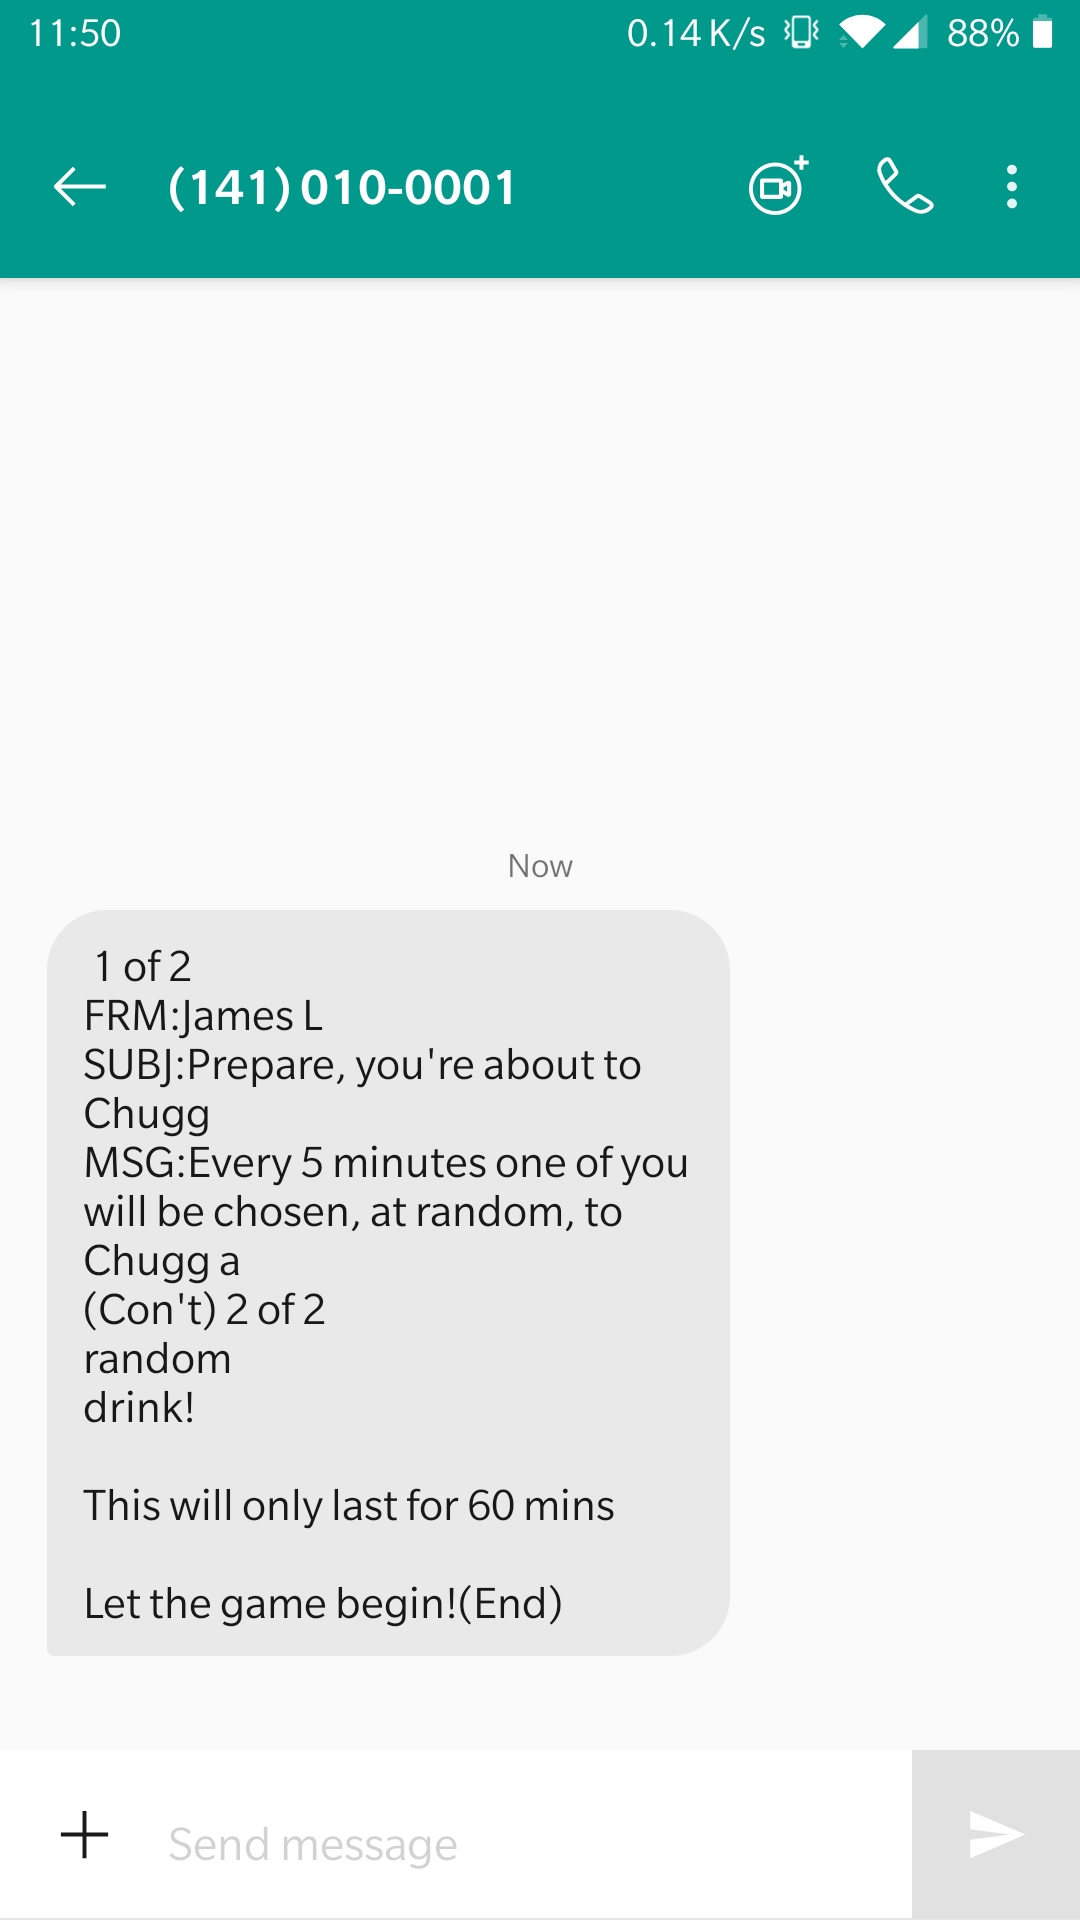 11:50 0.14 K/s 88%
(141) 010-0001
Now
1 of 2
FRM:James L
SUBJ:Prepare, you're about to
Chugg
MSG:Every 5 minutes one of you
will be chosen, at random, to
Chugg a
(Con't) 2 of 2
random
drink!
This will only last for 60 mins
Let the game begin!(End)
Send message